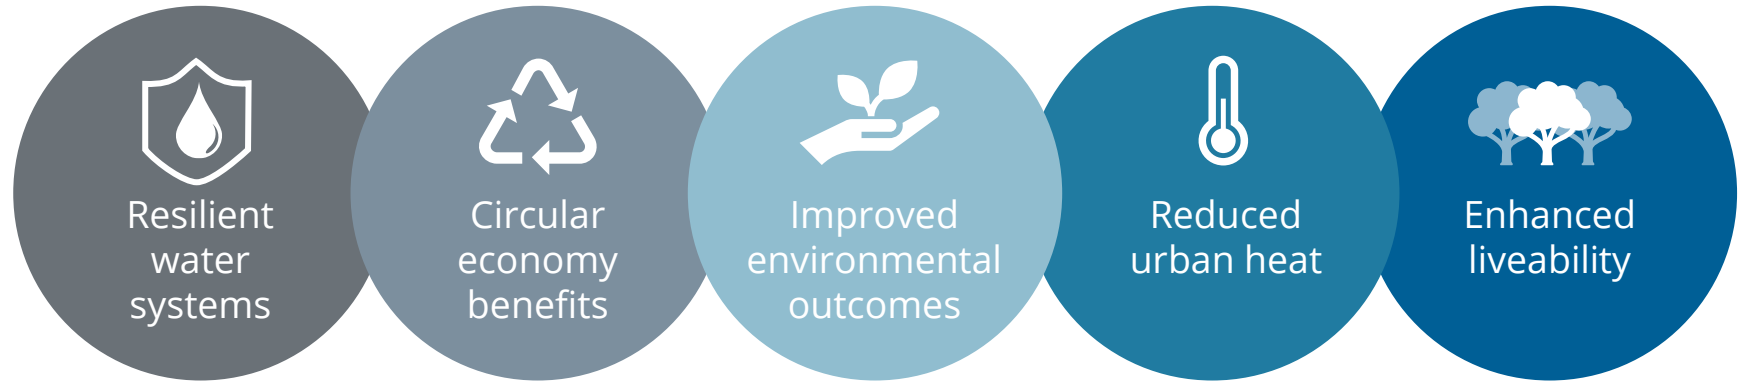 Resilient
water
systems
Circular
economy
benefits
Improved
environmental
outcomes
Reduced
urban heat
Enhanced
liveability